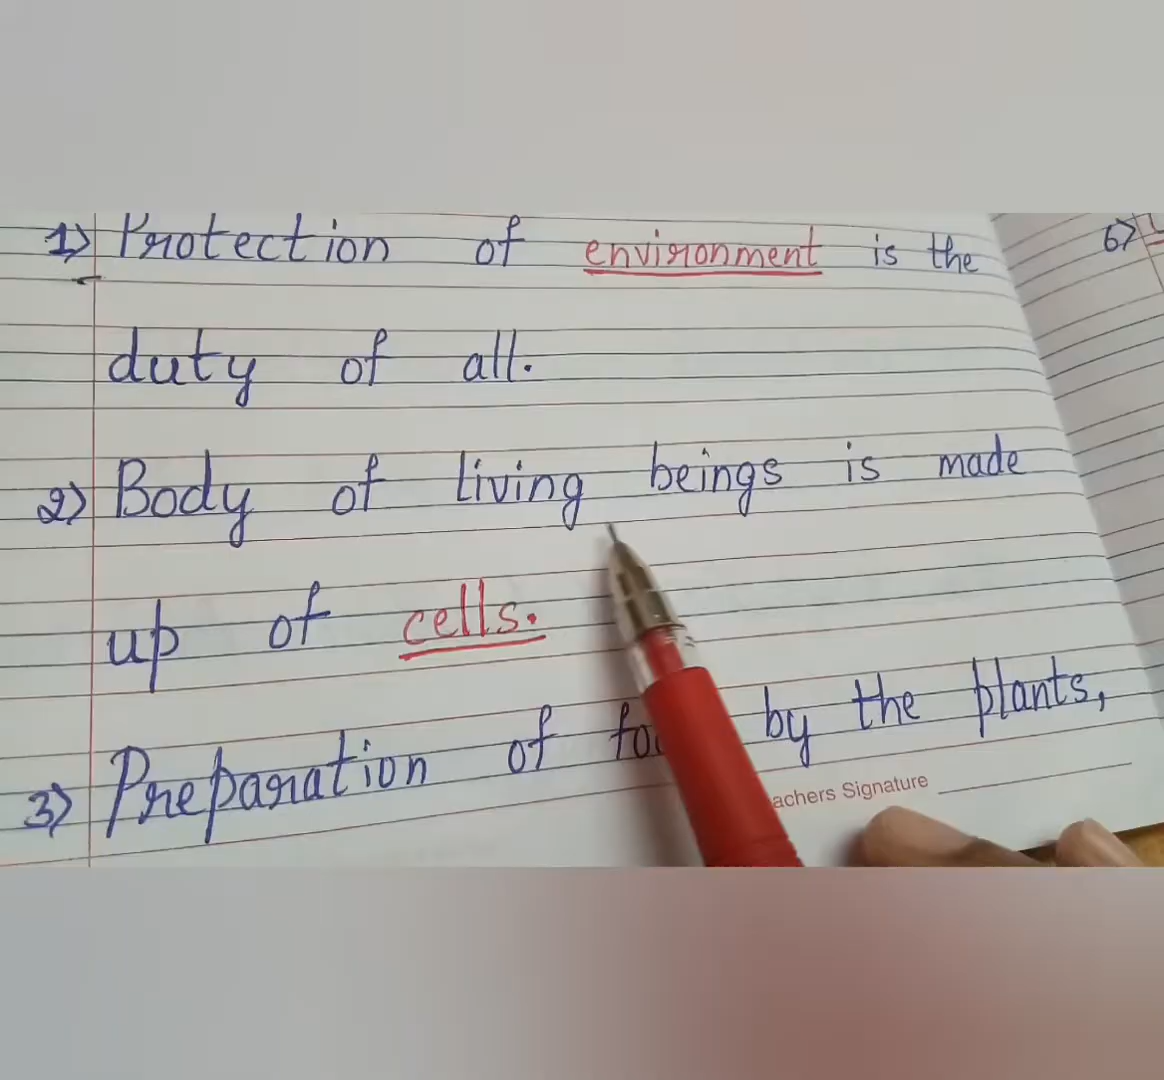 1) Protection of environment is the
duty of all.
2) Body of living beings is made
up of cells.
3) Preparation of by the plants,
achers Signature
6)